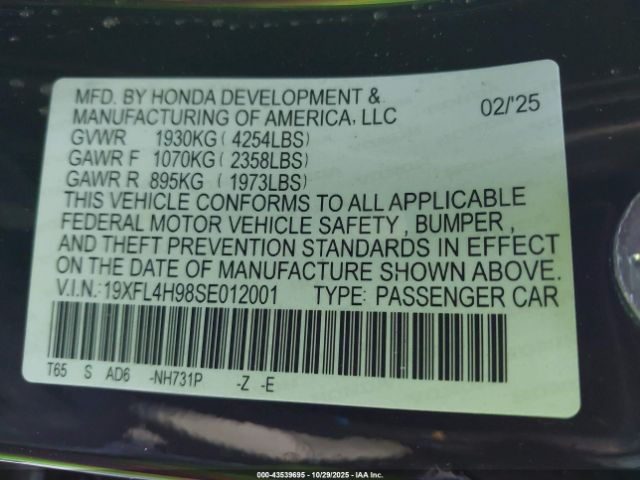 MFD. BY HONDA DEVELOPMENT &
MANUFACTURING OF AMERICA, LLC 02/'25
GVWR 1930KG ( 4254LBS)
GAWR F 1070KG ( 2358LBS)
GAWR R 895KG ( 1973LBS)
THIS VEHICLE CONFORMS TO ALL APPLICABLE
FEDERAL MOTOR VEHICLE SAFETY , BUMPER ,
AND THEFT PREVENTION STANDARDS IN EFFECT
ON THE DATE OF MANUFACTURE SHOWN ABOVE.
V.I.N.:19XFL4H98SE012001 TYPE: PASSENGER CAR
T65 S AD6 -NH731P -Z -E
000-43539695 - 10/29/2025 - IAA Inc.